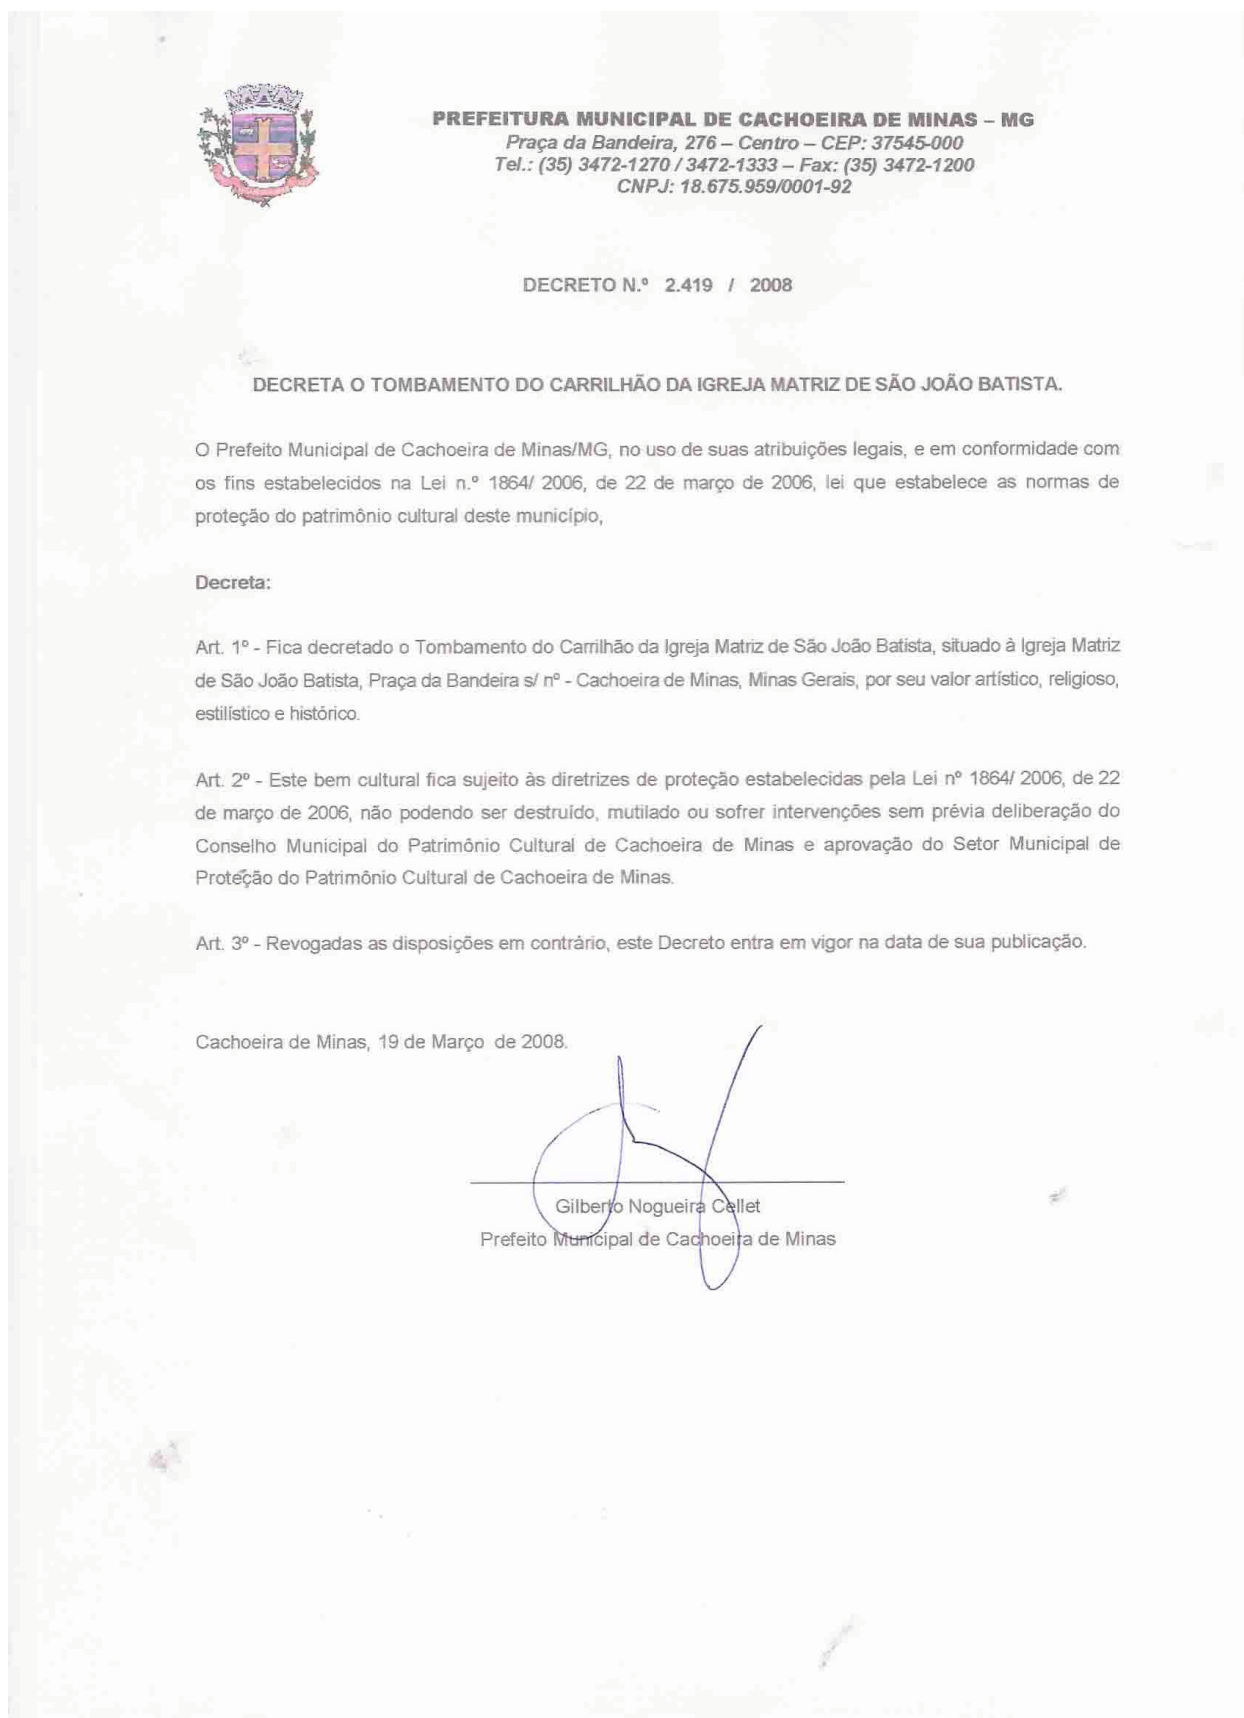 PREFEITURA MUNICIPAL DE CACHOEIRA DE MINAS – MG
Praça da Bandeira, 276 – Centro – CEP: 37545-000
Tel.: (35) 3472-1270 / 3472-1333 – Fax: (35) 3472-1200
CNPJ: 18.675.959/0001-92
DECRETO N.º 2.419 / 2008
DECRETA O TOMBAMENTO DO CARRILHÃO DA IGREJA MATRIZ DE SÃO JOÃO BATISTA.
O Prefeito Municipal de Cachoeira de Minas/MG, no uso de suas atribuições legais, e em conformidade com
os fins estabelecidos na Lei n.º 1864/ 2006, de 22 de março de 2006, lei que estabelece as normas de
proteção do patrimônio cultural deste município,
Decreta:
Art. 1º - Fica decretado o Tombamento do Carrilhão da Igreja Matriz de São João Batista, situado à Igreja Matriz
de São João Batista, Praça da Bandeira s/ nº - Cachoeira de Minas, Minas Gerais, por seu valor artístico, religioso,
estilístico e histórico.
Art. 2º - Este bem cultural fica sujeito às diretrizes de proteção estabelecidas pela Lei nº 1864/ 2006, de 22
de março de 2006, não podendo ser destruído, mutilado ou sofrer intervenções sem prévia deliberação do
Conselho Municipal do Patrimônio Cultural de Cachoeira de Minas e aprovação do Setor Municipal de
Proteção do Patrimônio Cultural de Cachoeira de Minas.
Art. 3º - Revogadas as disposições em contrário, este Decreto entra em vigor na data de sua publicação.
Cachoeira de Minas, 19 de Março de 2008.
Gilberto Nogueira Cellet
Prefeito Municipal de Cachoeira de Minas